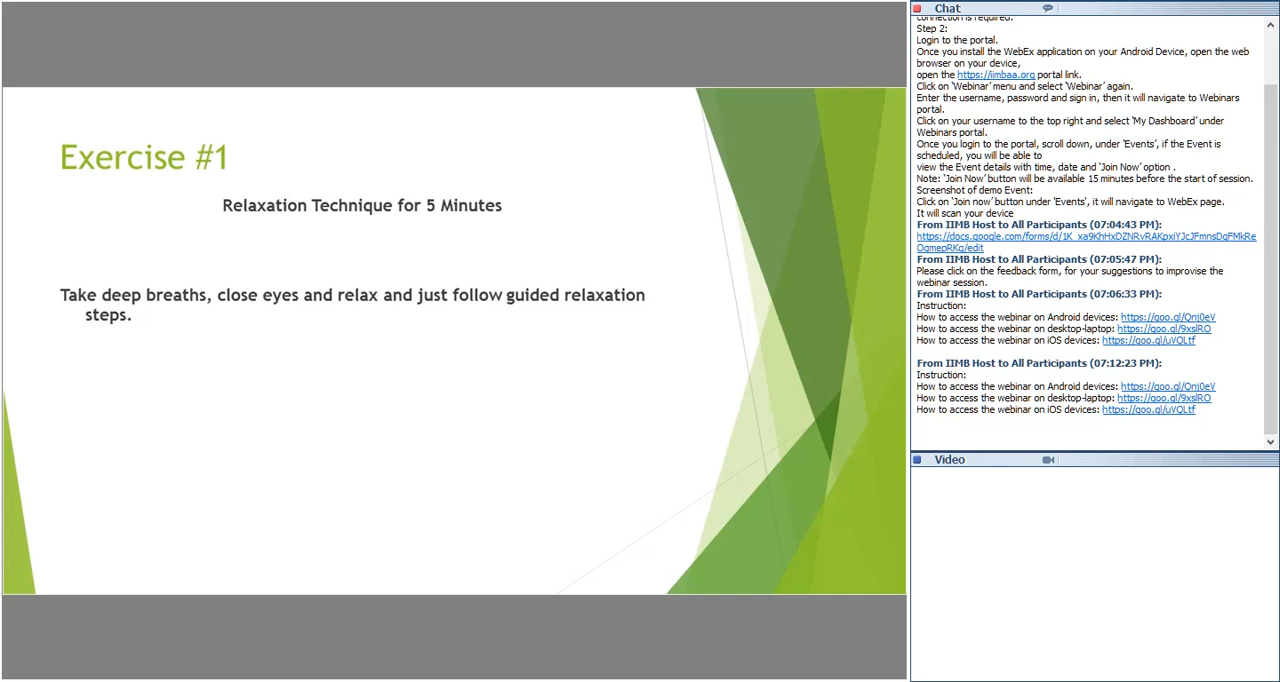 Exercise #1
Relaxation Technique for 5 Minutes
Take deep breaths, close eyes and relax and just follow guided relaxation
steps.
Chat
connection is required.
Step 2:
Login to the portal.
Once you install the WebEx application on your Android Device, open the web
browser on your device,
open the https://iimbaa.org portal link.
Click on 'Webinar' menu and select 'Webinar' again.
Enter the username, password and sign in, then it will navigate to Webinars
portal.
Click on your username to the top right and select 'My Dashboard' under
Webinars portal.
Once you login to the portal, scroll down, under 'Events', if the Event is
scheduled, you will be able to
view the Event details with time, date and 'Join Now' option .
Note: 'Join Now' button will be available 15 minutes before the start of session.
Screenshot of demo Event:
Click on 'Join now' button under 'Events', it will navigate to WebEx page.
It will scan your device
From IIMB Host to All Participants (07:04:43 PM):
https://docs.google.com/forms/d/1K_xa9KhHxDZNRvRAKpxiYJcJFmnsDqFMkRe
OgmepRKg/edit
From IIMB Host to All Participants (07:05:47 PM):
Please click on the feedback form, for your suggestions to improvise the
webinar session.
From IIMB Host to All Participants (07:06:33 PM):
Instruction:
How to access the webinar on Android devices: https://goo.gl/Qnj0eV
How to access the webinar on desktop-laptop: https://goo.gl/9xslRO
How to access the webinar on iOS devices: https://goo.gl/uVQLtf
From IIMB Host to All Participants (07:12:23 PM):
Instruction:
How to access the webinar on Android devices: https://goo.gl/Qnj0eV
How to access the webinar on desktop-laptop: https://goo.gl/9xslRO
How to access the webinar on iOS devices: https://goo.gl/uVQLtf
Video